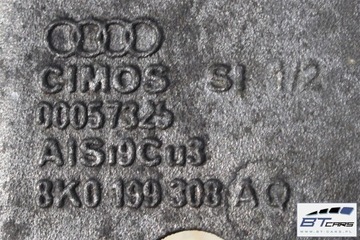 CIMOS SI 1/2
00057325
AlSi9Cu3
8K0 199 308 AQ
BTcars